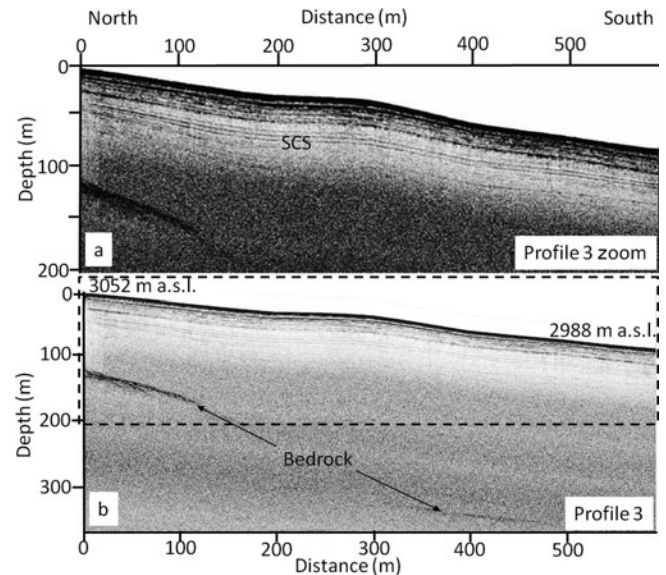 North Distance (m) South
0 100 200 300 400 500
0
SCS
100
Depth (m)
a
Profile 3 zoom
200
0
3052 m a.s.l.
2988 m a.s.l.
100
Depth (m)
200
Bedrock
300
b
Profile 3
0 100 200 300 400 500
Distance (m)